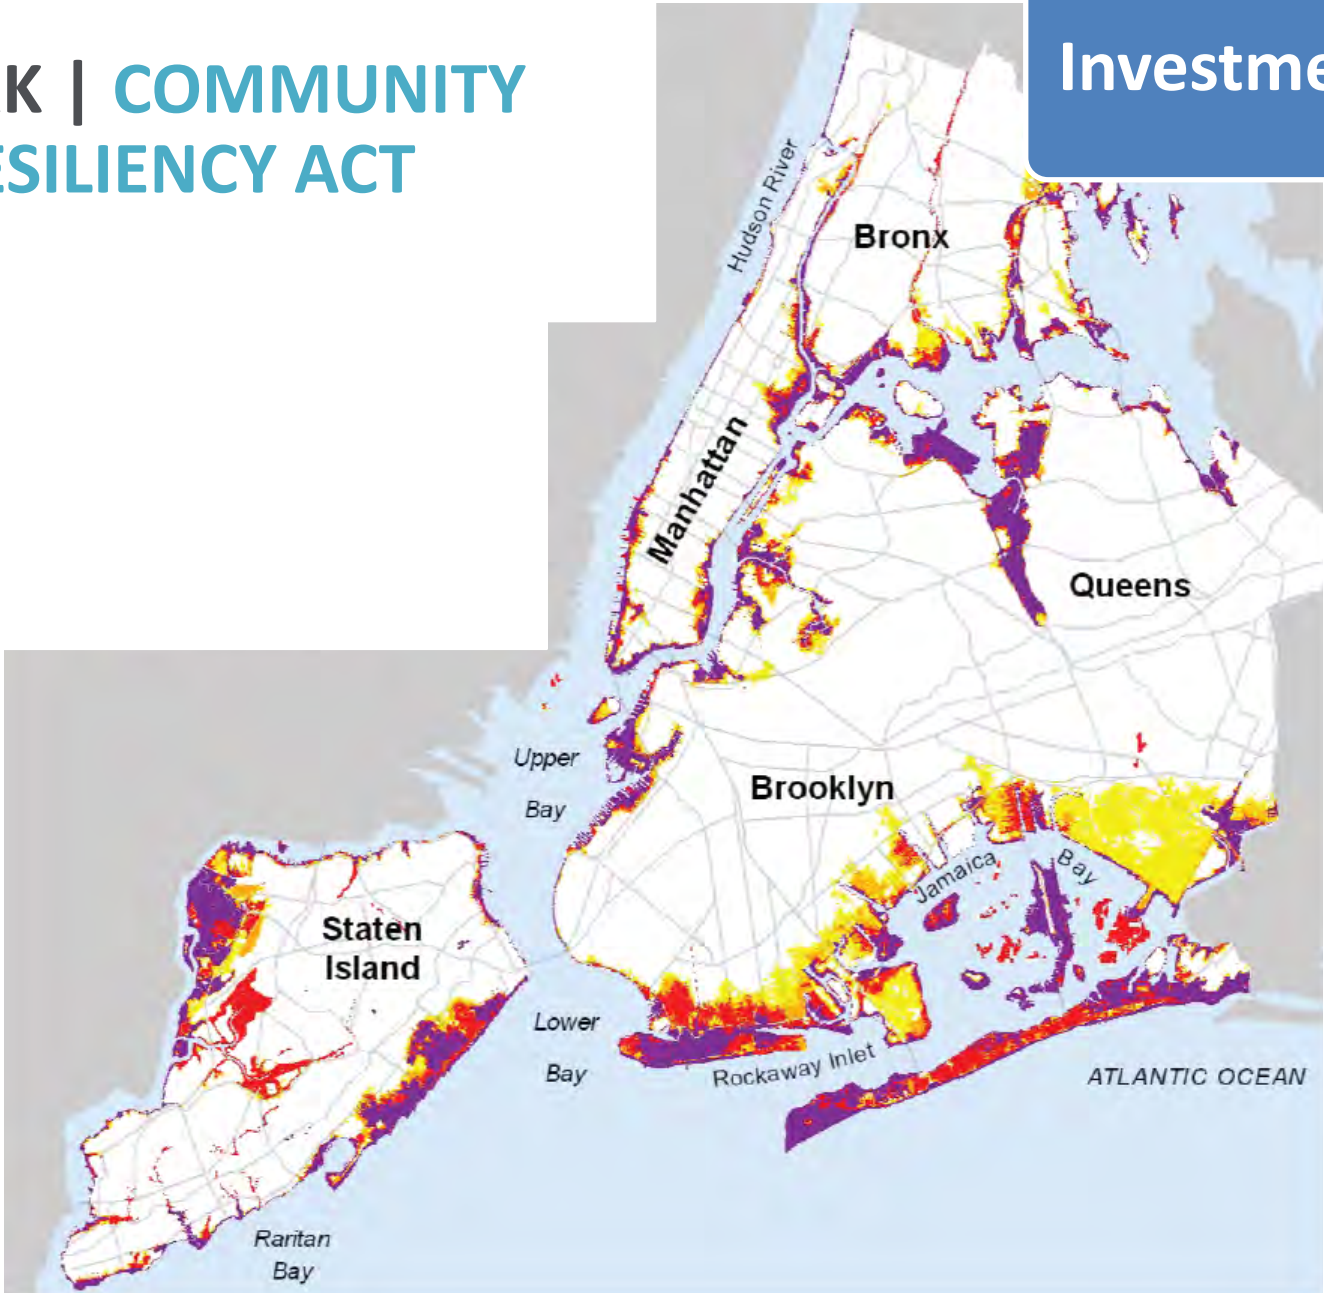 K | COMMUNITY
ESILIENCY ACT
Investme
Hudson River
Bronx
Manhattan
Queens
Upper
Bay
Brooklyn
Jamaica
Bay
Staten
Island
Lower
Bay
Rockaway Inlet
ATLANTIC OCEAN
Raritan
Bay